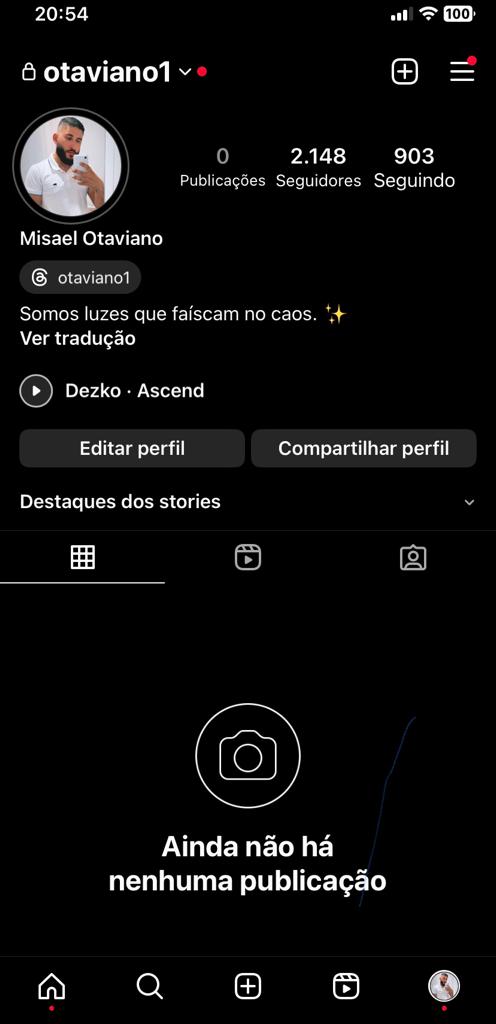 20:54
100
otaviano1
0
Publicações
2.148
Seguidores
903
Seguindo
Misael Otaviano
otaviano1
Somos luzes que faíscam no caos. ✨
Ver tradução
Dezko · Ascend
Editar perfil
Compartilhar perfil
Destaques dos stories
Ainda não há
nenhuma publicação